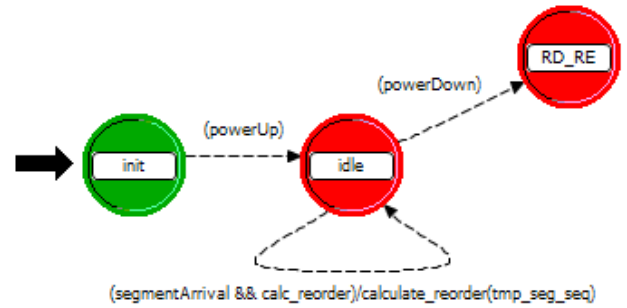 RD_RE
(powerDown)
(powerUp)
init
idle
(segmentArrival && calc_reorder)/calculate_reorder(tmp_seg_seq)